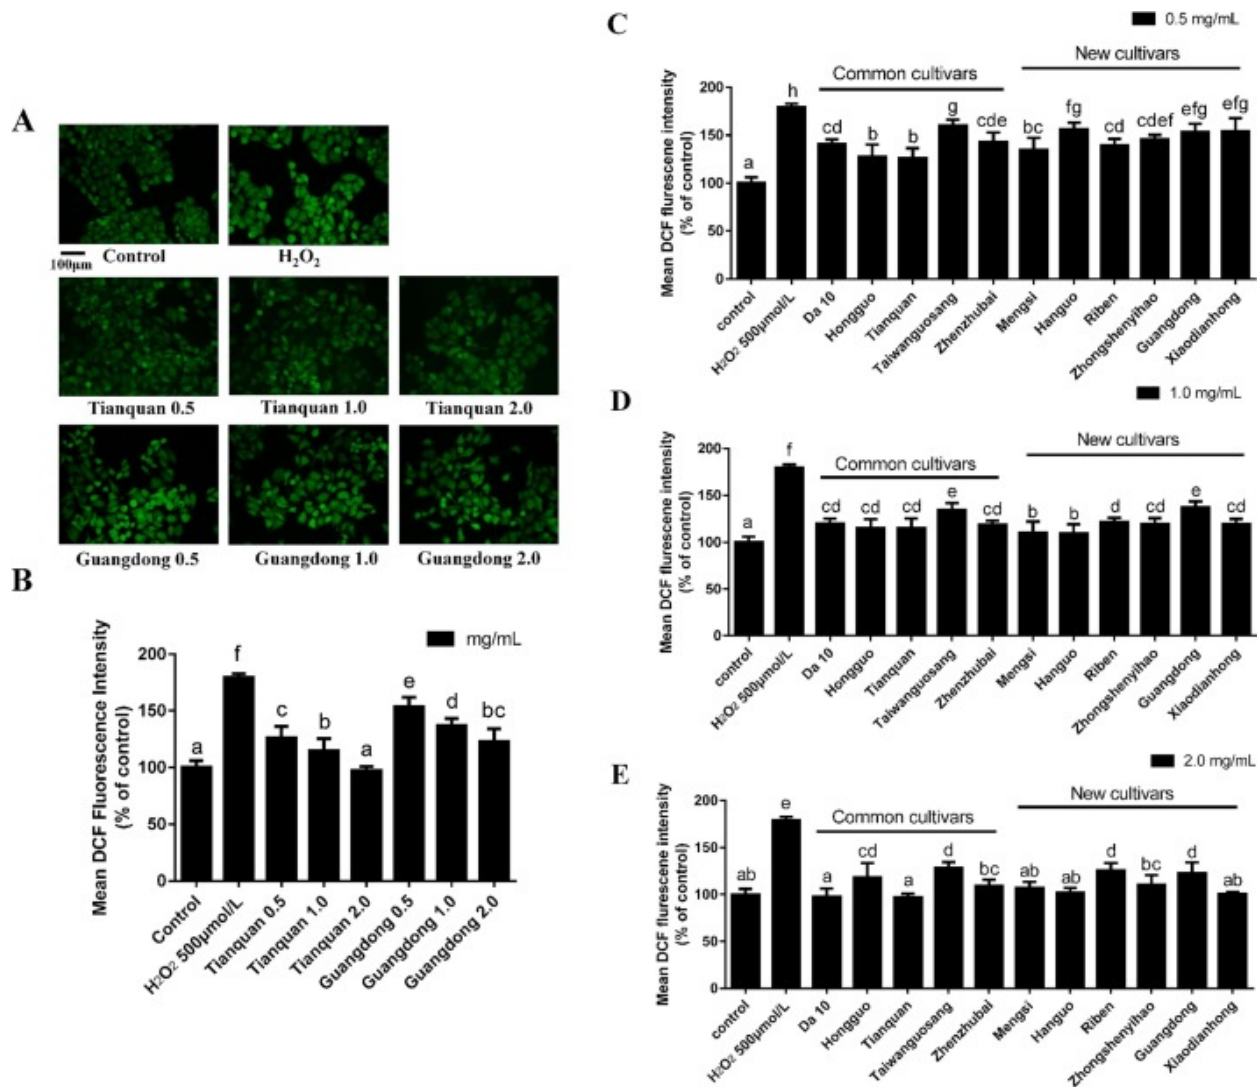 A
Control
H₂O₂
100μm
Tianquan 0.5
Tianquan 1.0
Tianquan 2.0
Guangdong 0.5
Guangdong 1.0
Guangdong 2.0
B
mg/mL
Mean DCF Fluorescence Intensity
(% of control)
200
150
100
50
0
a
f
c
b
a
e
d
bc
Control
H₂O₂ 500μmol/L
Tianquan 0.5
Tianquan 1.0
Tianquan 2.0
Guangdong 0.5
Guangdong 1.0
Guangdong 2.0
C
0.5 mg/mL
Common cultivars
New cultivars
Mean DCF flurescene intensity
(% of control)
200
150
100
50
0
a
h
cd
b
b
g
cde
bc
fg
cd
cdef
efg
efg
control
H₂O₂ 500μmol/L
Da 10
Hongguo
Tianquan
Taiwanguosang
Zhenzhubai
Mengsi
Hanguo
Riben
Zhongshenyihao
Guangdong
Xiaodianhong
D
1.0 mg/mL
Common cultivars
New cultivars
Mean DCF flurescene intensity
(% of control)
200
150
100
50
0
a
f
cd
cd
cd
e
cd
b
b
d
cd
e
cd
control
H₂O₂ 500μmol/L
Da 10
Hongguo
Tianquan
Taiwanguosang
Zhenzhubai
Mengsi
Hanguo
Riben
Zhongshenyihao
Guangdong
Xiaodianhong
E
2.0 mg/mL
Common cultivars
New cultivars
Mean DCF flurescene intensity
(% of control)
200
150
100
50
0
ab
e
a
cd
a
d
bc
ab
ab
d
bc
d
ab
control
H₂O₂ 500μmol/L
Da 10
Hongguo
Tianquan
Taiwanguosang
Zhenzhubai
Mengsi
Hanguo
Riben
Zhongshenyihao
Guangdong
Xiaodianhong